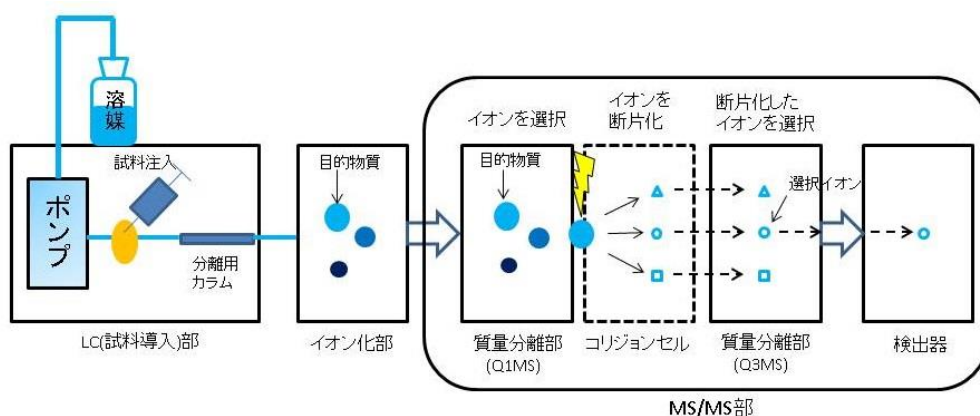 溶媒
試料注入
ポンプ
分離用
カラム
LC(試料導入)部
目的物質
イオン化部
イオンを選択
目的物質
質量分離部
(Q1MS)
イオンを
断片化
コリジョンセル
断片化した
イオンを選択
選択イオン
質量分離部
(Q3MS)
検出器
MS/MS部